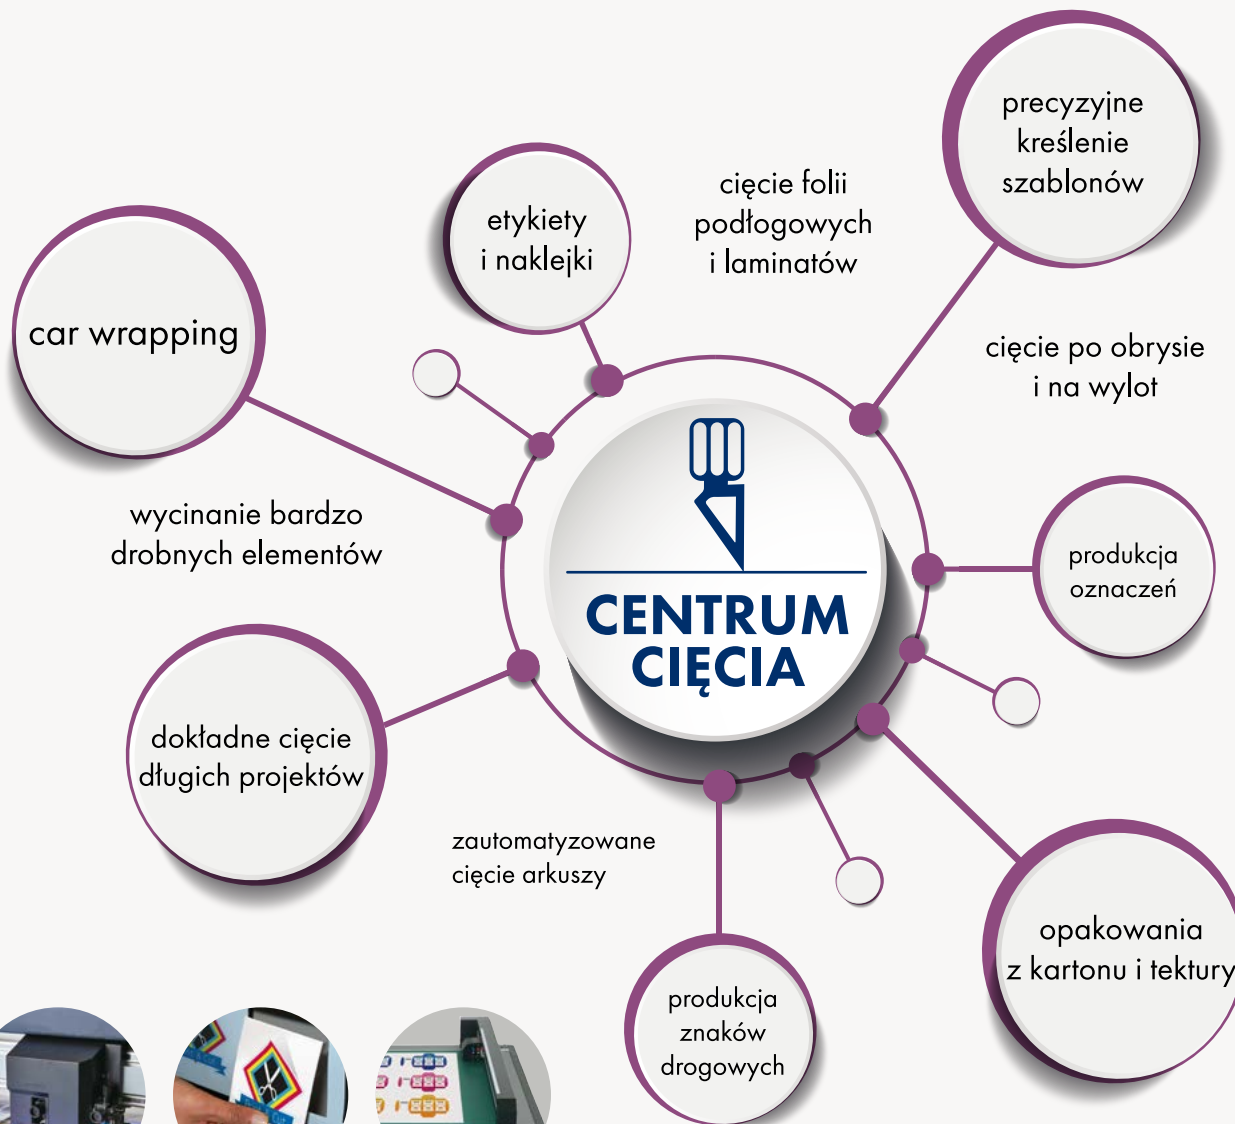 precyzyjne
kreślenie
szablonów
cięcie folii
podłogowych
i laminatów
etykiety
i naklejki
car wrapping
cięcie po obrysie
i na wylot
wycinanie bardzo
drobnych elementów
CENTRUM
CIĘCIA
produkcja
oznaczeń
dokładne cięcie
długich projektów
zautomatyzowane
cięcie arkuszy
opakowania
z kartonu i tektury
produkcja
znaków
drogowych